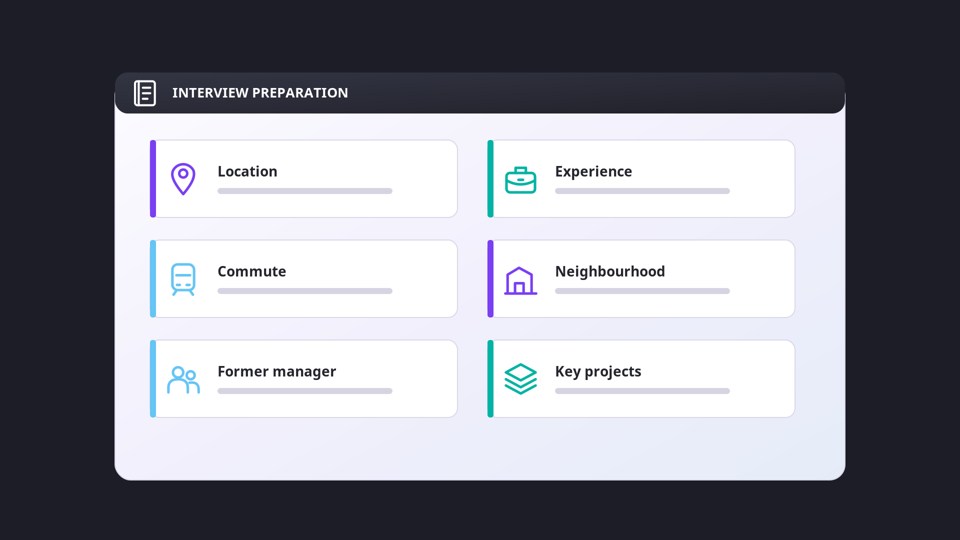 INTERVIEW PREPARATION
Location
Experience
Commute
Neighbourhood
Former manager
Key projects